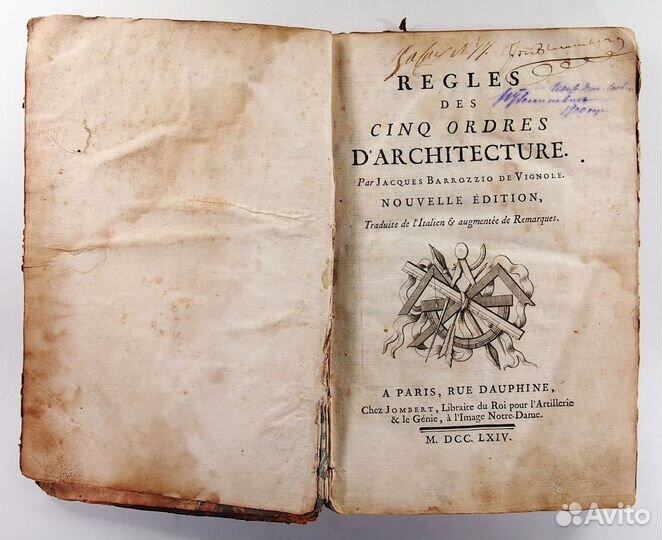 REGLES
DES
CINQ ORDRES
D'ARCHITECTURE.
Par JACQUES BARROZZIO DE VIGNOLE.
NOUVELLE ÉDITION,
Traduite de l'Italien & augmentée de Remarques.
A PARIS, RUE DAUPHINE,
Chez JOMBERT, Libraire du Roi pour l'Artillerie
& le Génie, à l'Image Notre-Dame.
M. DCC. LXIV.
Avito